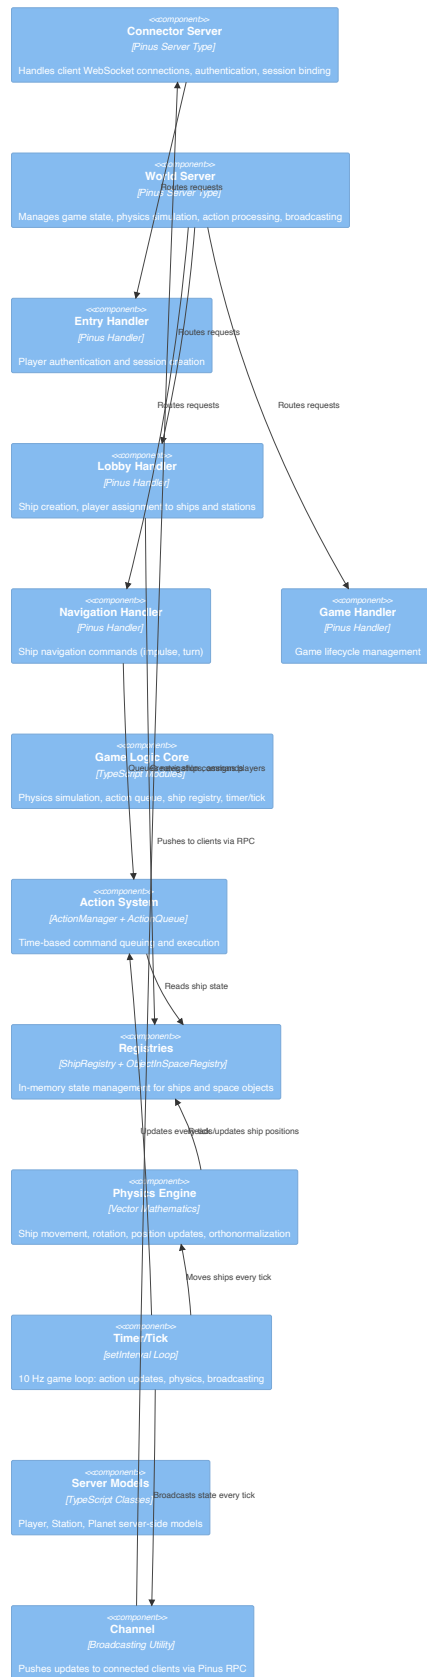 <<component>>
Connector Server
[Pinus Server Type]
Handles client WebSocket connections, authentication, session binding
<<component>>
World Server
Routes requests
[Pinus Server Type]
Manages game state, physics simulation, action processing, broadcasting
<<component>>
Entry Handler
Routes requests
[Pinus Handler]
Player authentication and session creation
Routes requests
Routes requests
<<component>>
Lobby Handler
[Pinus Handler]
Ship creation, player assignment to ships and stations
<<component>>
Navigation Handler
[Pinus Handler]
Ship navigation commands (impulse, turn)
<<component>>
Game Handler
[Pinus Handler]
Game lifecycle management
<<component>>
Game Logic Core
[TypeScript Modules]
Physics simulation, action queue, ship registry, timer/tick
Pushes to clients via RPC
<<component>>
Action System
[ActionManager + ActionQueue]
Time-based command queuing and execution
Reads ship state
<<component>>
Registries
[ShipRegistry + ObjectInSpaceRegistry]
In-memory state management for ships and space objects
Updates every tick
Reads/updates ship positions
<<component>>
Physics Engine
[Vector Mathematics]
Ship movement, rotation, position updates, orthonormalization
Moves ships every tick
<<component>>
Timer/Tick
[setInterval Loop]
10 Hz game loop: action updates, physics, broadcasting
<<component>>
Server Models
Broadcasts state every tick
[TypeScript Classes]
Player, Station, Planet server-side models
<<component>>
Channel
[Broadcasting Utility]
Pushes updates to connected clients via Pinus RPC